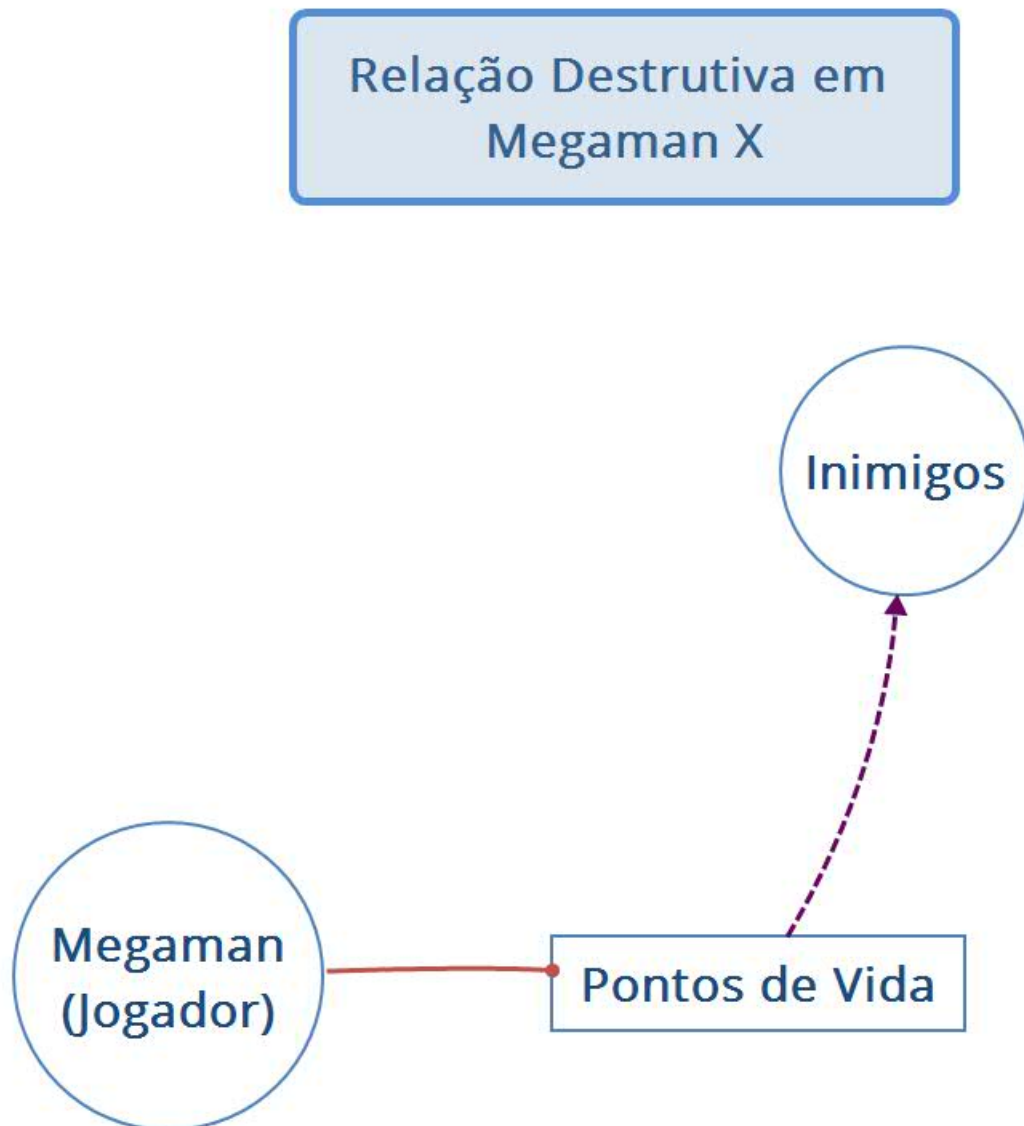 Relação Destrutiva em
Megaman X
Inimigos
Megaman
(Jogador)
Pontos de Vida